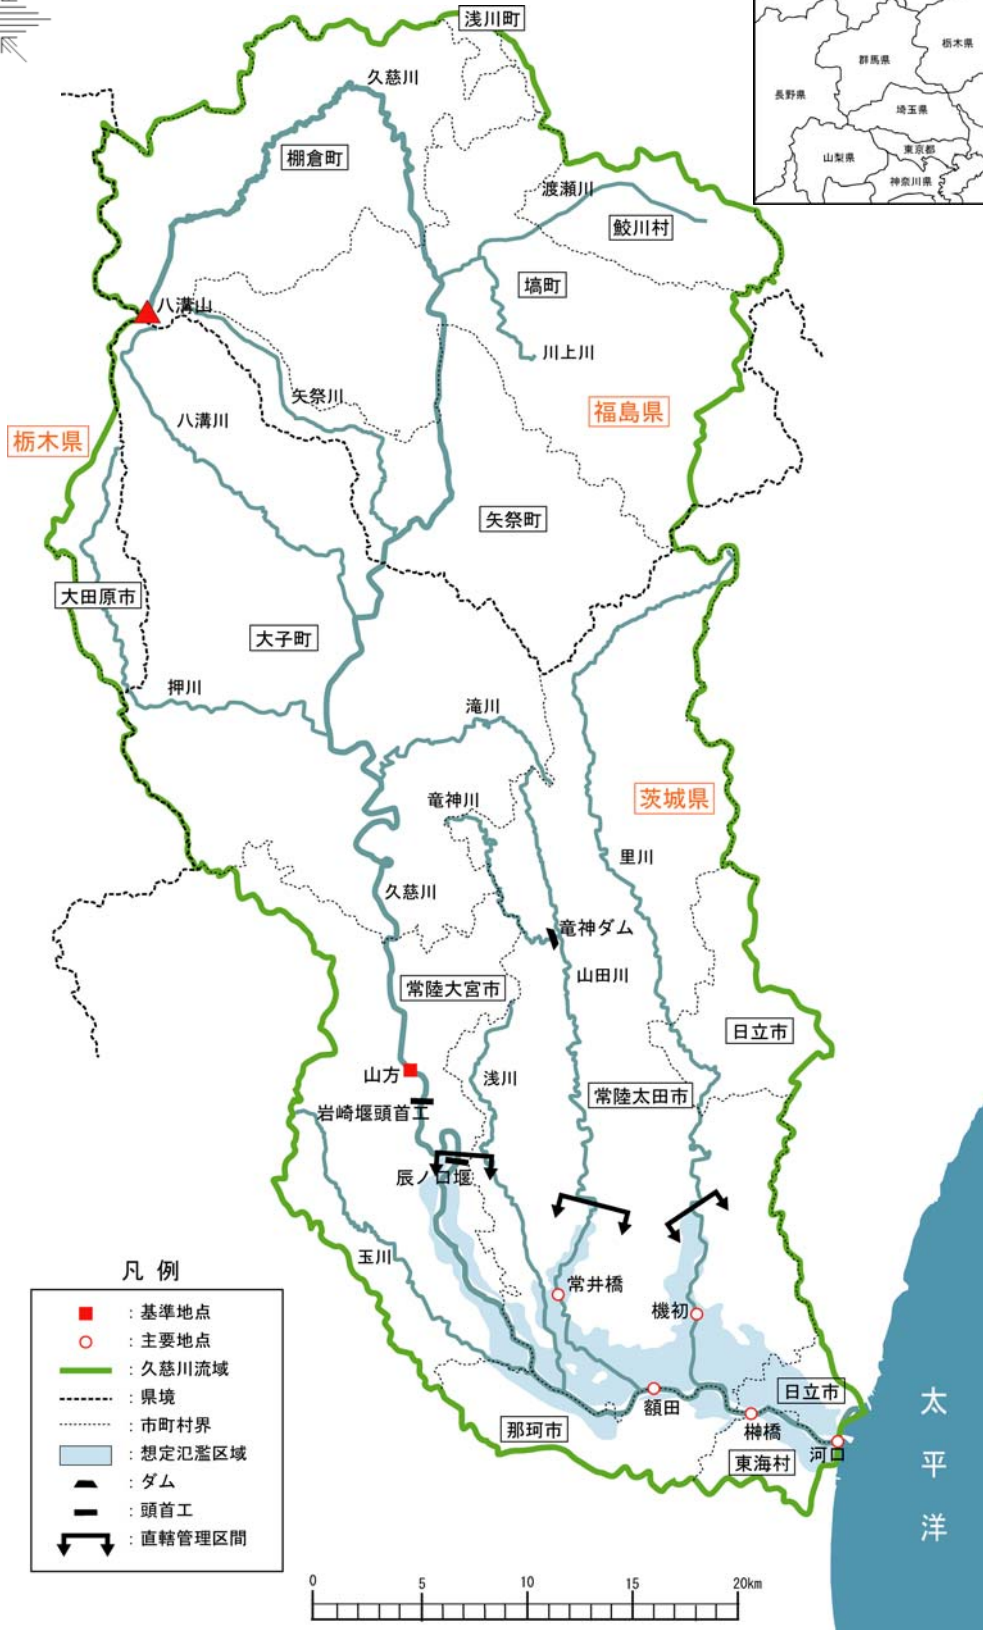 浅川町
久慈川
棚倉町
群馬県
栃木県
長野県
埼玉県
山梨県
東京都
神奈川県
渡瀬川
鮫川村
塙町
川上川
八溝山
矢祭川
八溝川
福島県
栃木県
矢祭町
大田原市
大子町
押川
滝川
茨城県
竜神川
里川
久慈川
竜神ダム
山田川
常陸大宮市
日立市
山方
浅川
常陸太田市
岩崎堰頭首工
辰ノ口堰
玉川
常井橋
機初
額田
日立市
榊橋
那珂市
東海村
河口
太平洋
凡例
:基準地点
:主要地点
:久慈川流域
:県境
:市町村界
:想定氾濫区域
:ダム
:頭首工
:直轄管理区間
0 5 10 15 20km